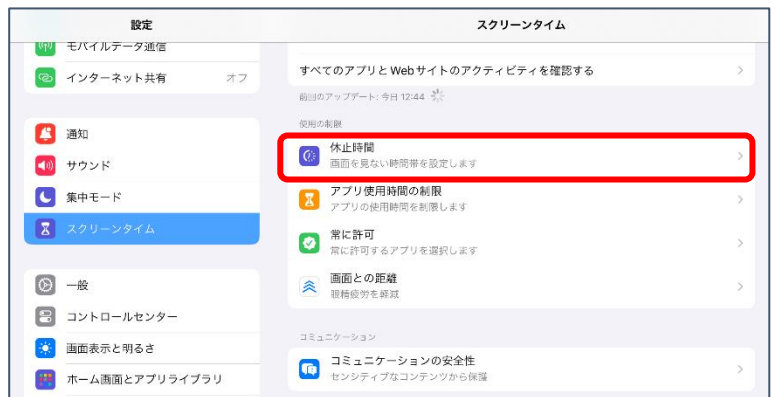 設定
モバイルデータ通信
インターネット共有 オフ
通知
サウンド
集中モード
スクリーンタイム
一般
コントロールセンター
画面表示と明るさ
ホーム画面とアプリライブラリ
スクリーンタイム
すべてのアプリとWebサイトのアクティビティを確認する
前回のアップデート: 今日 12:44
使用の制限
休止時間
画面を見ない時間帯を設定します
アプリ使用時間の制限
アプリの使用時間を制限します
常に許可
常に許可するアプリを選択します
画面との距離
眼精疲労を軽減
コミュニケーション
コミュニケーションの安全性
センシティブなコンテンツから保護